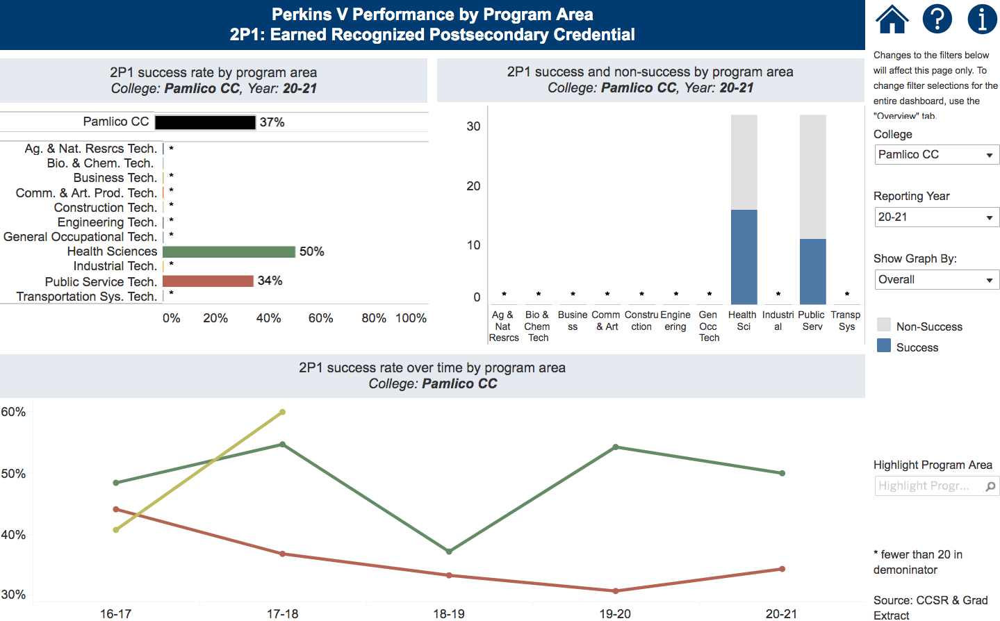 Perkins V Performance by Program Area
2P1: Earned Recognized Postsecondary Credential
Changes to the filters below
will affect this page only. To
change filter selections for the
entire dashboard, use the
"Overview" tab.
College
Pamlico CC
Reporting Year
20-21
Show Graph By:
Overall
Non-Success
Success
Highlight Program Area
Highlight Progr...
* fewer than 20 in
demoninator
Source: CCSR & Grad
Extract
2P1 success rate by program area
College: Pamlico CC, Year: 20-21
Pamlico CC 37%
Ag. & Nat. Resrcs Tech. *
Bio. & Chem. Tech.
Business Tech. *
Comm. & Art. Prod. Tech. *
Construction Tech. *
Engineering Tech. *
General Occupational Tech. *
Health Sciences 50%
Industrial Tech. *
Public Service Tech. 34%
Transportation Sys. Tech. *
0% 20% 40% 60% 80% 100%
2P1 success and non-success by program area
College: Pamlico CC, Year: 20-21
30
20
10
0
* * * * * * * * *
Ag & Bio & Busine Comm Constru Engine Gen Health Industri Public Transp
Nat Chem ss & Art ction ering Occ Sci al Serv Sys
Resrcs Tech Tech
2P1 success rate over time by program area
College: Pamlico CC
60%
50%
40%
30%
16-17 17-18 18-19 19-20 20-21